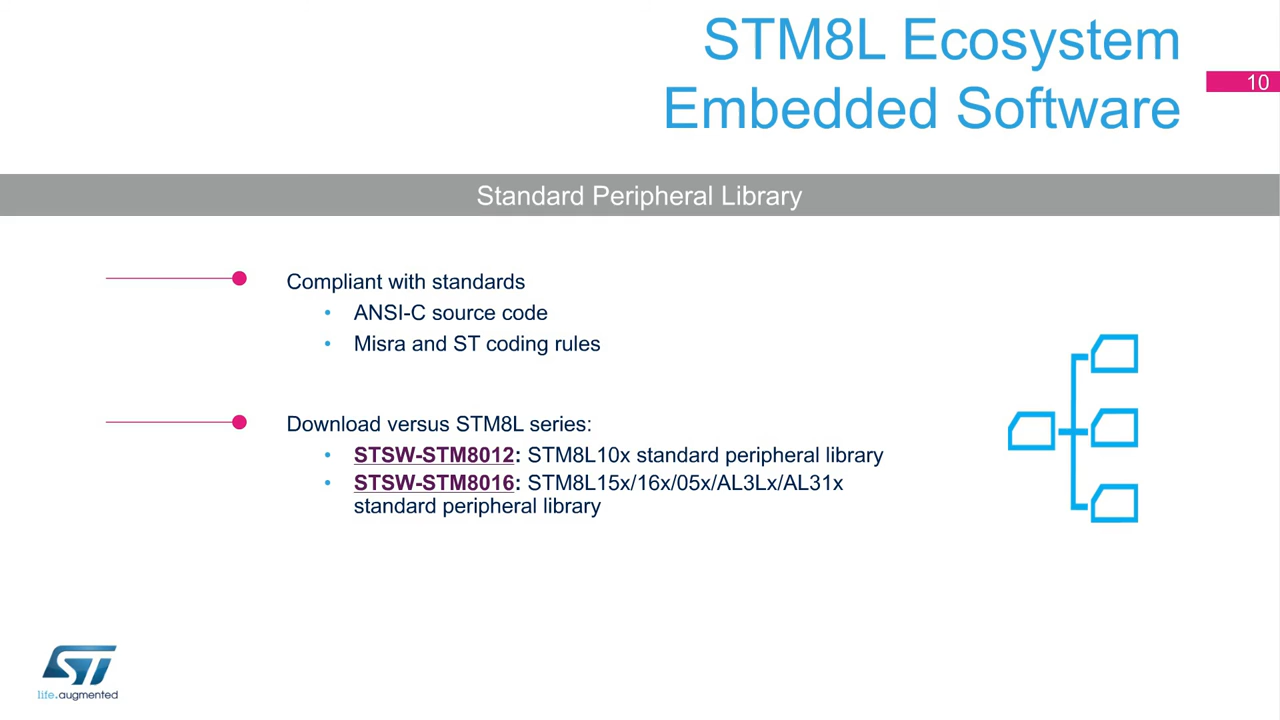 STM8L Ecosystem
Embedded Software
10
Standard Peripheral Library
Compliant with standards
• ANSI-C source code
• Misra and ST coding rules
Download versus STM8L series:
• STSW-STM8012: STM8L10x standard peripheral library
• STSW-STM8016: STM8L15x/16x/05x/AL3Lx/AL31x
standard peripheral library
ST
life.augmented